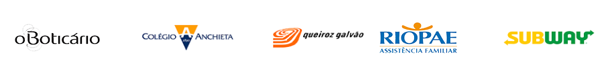 oBoticário
COLÉGIO ANCHIETA
queiroz galvão
RIOPAE
ASSISTÊNCIA FAMILIAR
SUBWAY